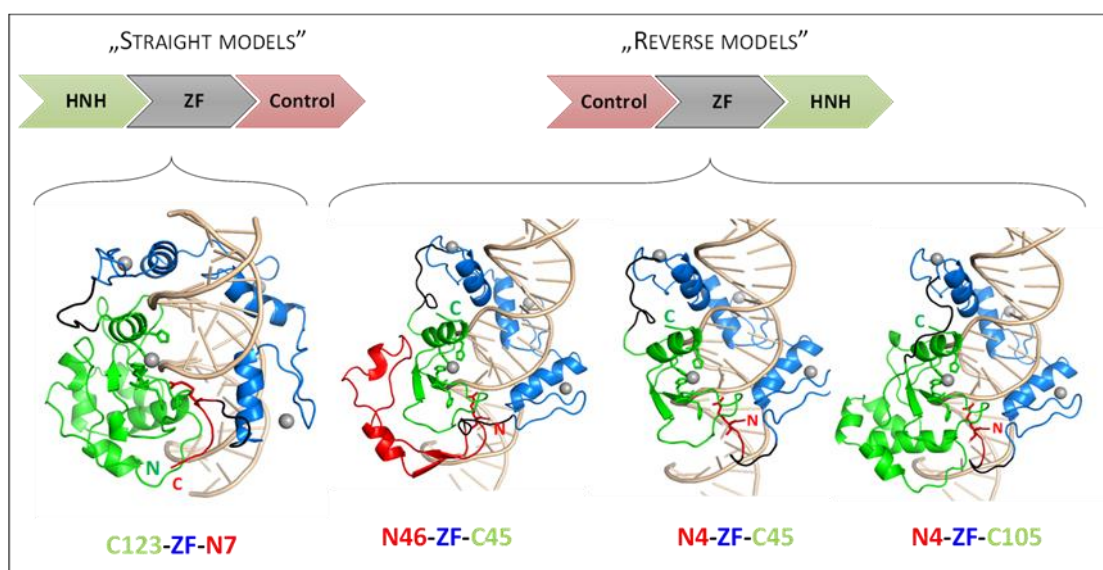 „STRAIGHT MODELS” „REVERSE MODELS”
HNH ZF Control Control ZF HNH
C N N N C C C N
C123-ZF-N7 N46-ZF-C45 N4-ZF-C45 N4-ZF-C105